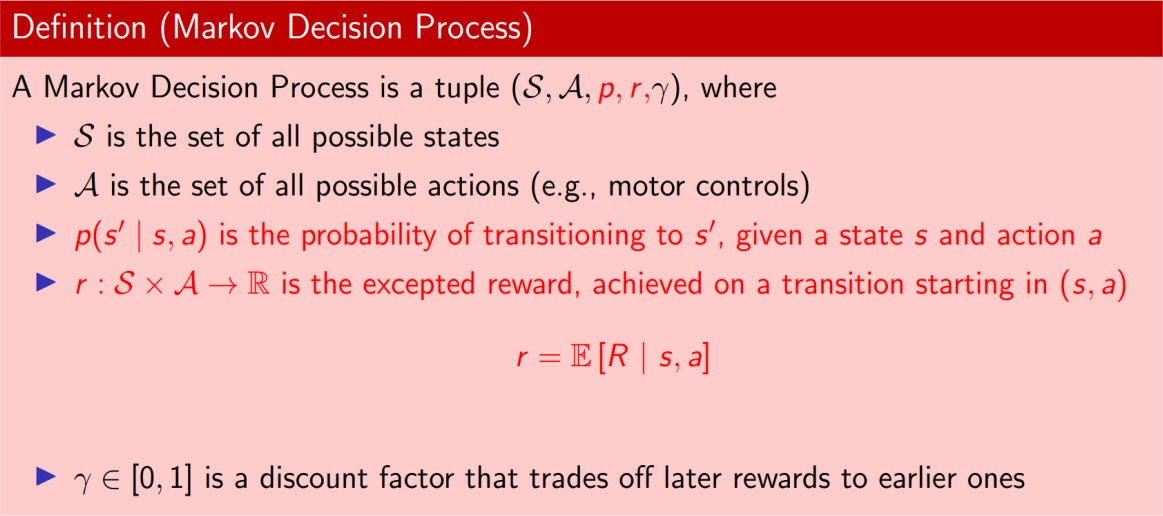 Definition (Markov Decision Process)
A Markov Decision Process is a tuple (𝒮, 𝒜, p, r,γ), where
▶ 𝒮 is the set of all possible states
▶ 𝒜 is the set of all possible actions (e.g., motor controls)
▶ p(s′ | s, a) is the probability of transitioning to s′, given a state s and action a
▶ r : 𝒮 × 𝒜 → ℝ is the excepted reward, achieved on a transition starting in (s, a)
r = 𝔼 [R | s, a]
▶ γ ∈ [0, 1] is a discount factor that trades off later rewards to earlier ones